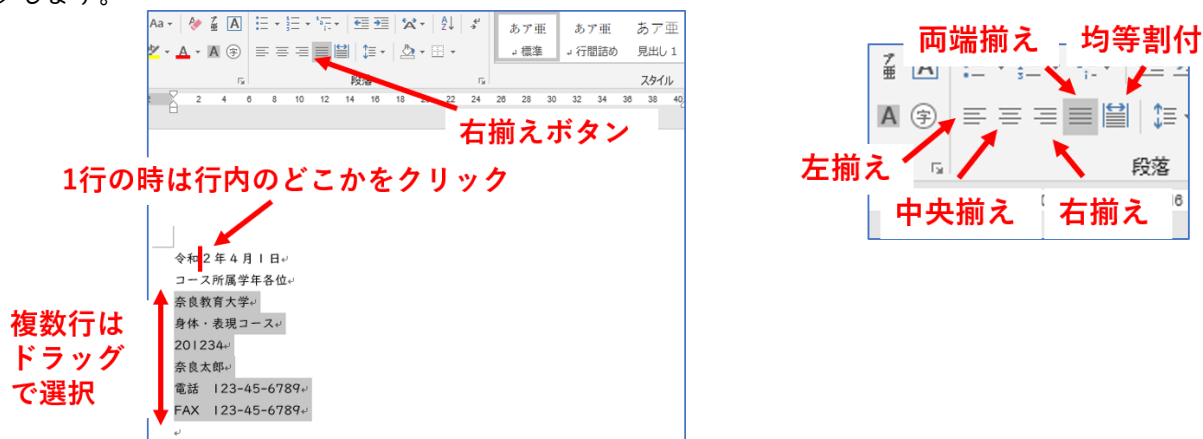 します。
Aa
A
あア亜
あア亜
あア亜
A
A
字
↵標準
↵行間詰め
見出し 1
段落
スタイル
2 4 6 8 10 12 14 16 18 20 22 24 26 28 30 32 34 36 38 40
右揃えボタン
1行の時は行内のどこかをクリック
令和2年4月1日↵
コース所属学年各位↵
奈良教育大学↵
身体・表現コース↵
201234↵
奈良太郎↵
電話 123-45-6789↵
FAX 123-45-6789↵
↵
複数行は
ドラッグ
で選択
両端揃え
均等割付
A
字
左揃え
段落
中央揃え
右揃え